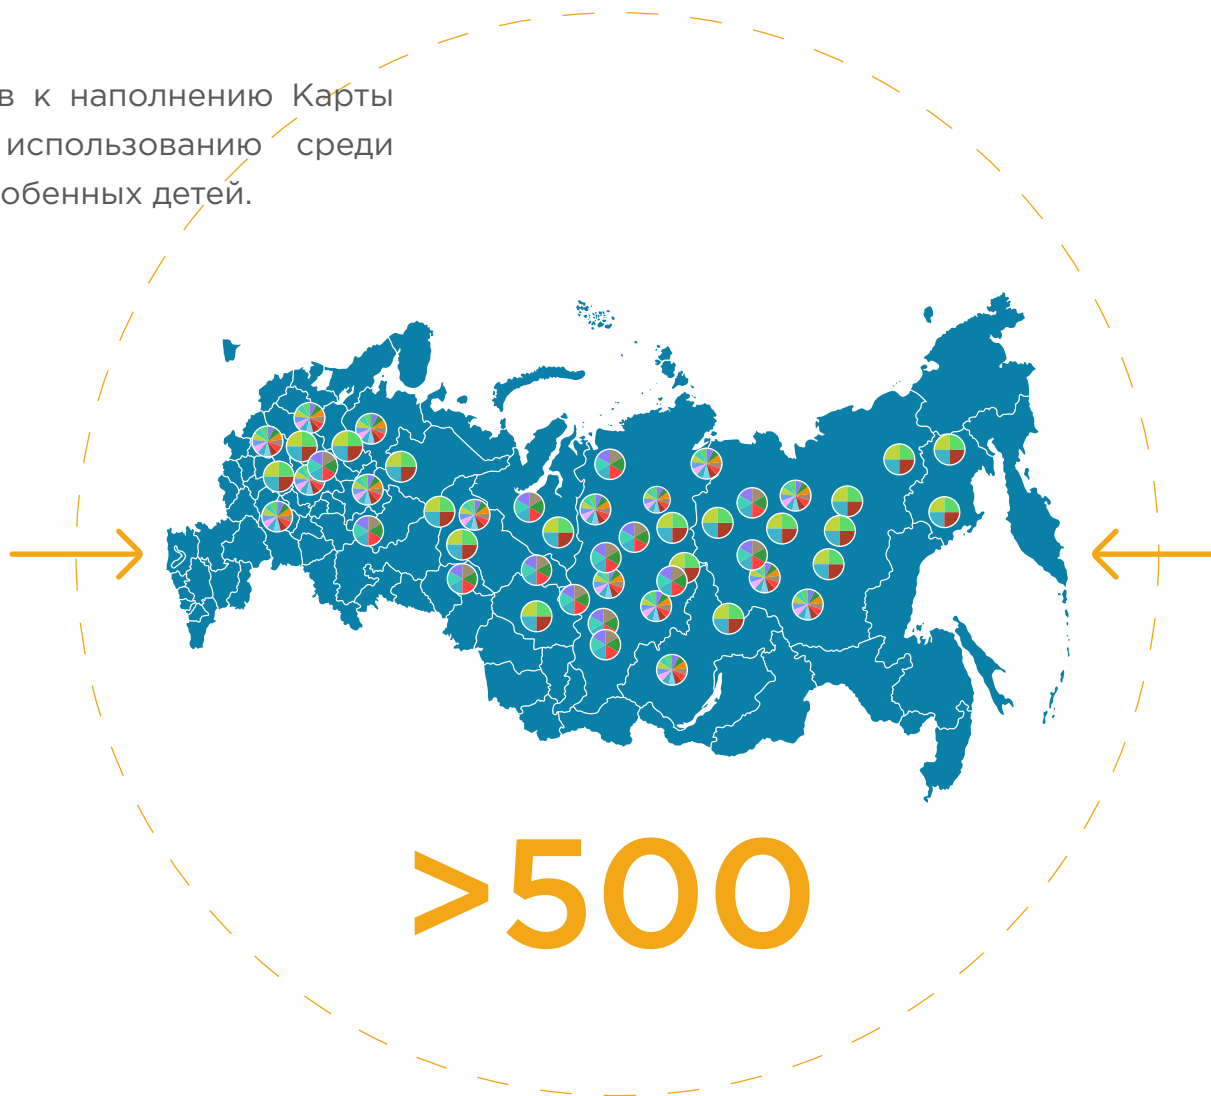 в к наполнению Карты
использованию среди
обенных детей.
>500